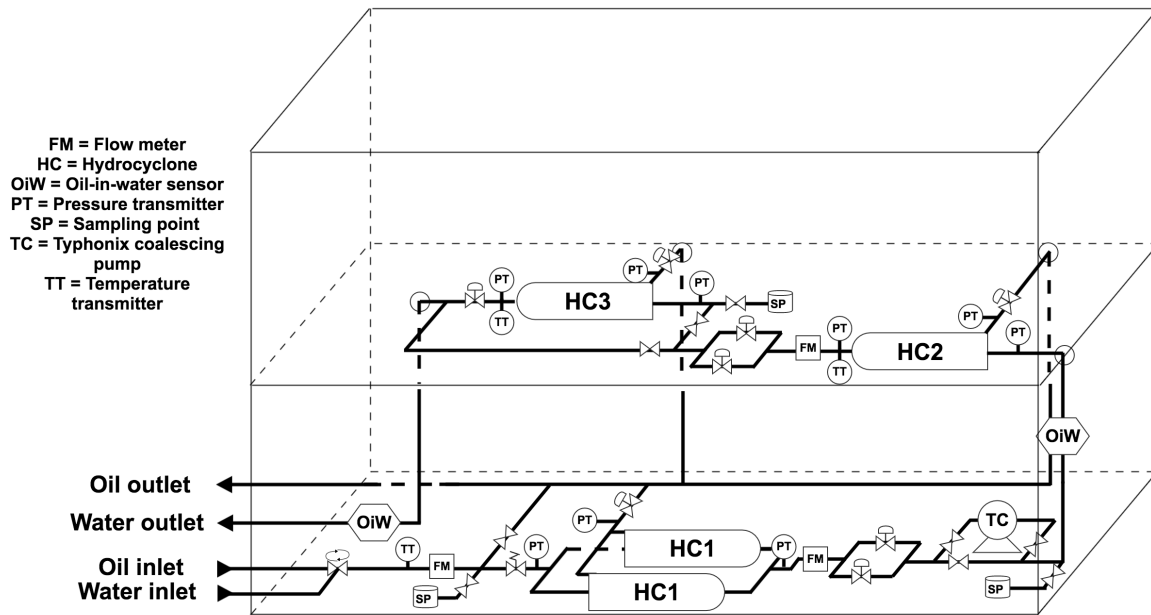 FM = Flow meter
HC = Hydrocyclone
OiW = Oil-in-water sensor
PT = Pressure transmitter
SP = Sampling point
TC = Typhonix coalescing
pump
TT = Temperature
transmitter
PT
PT
PT
HC3
TT
SP
PT
PT
PT
FM
HC2
TT
OiW
Oil outlet
Water outlet
OiW
PT
TC
Oil inlet
TT
FM
PT
HC1
PT
FM
Water inlet
SP
HC1
SP